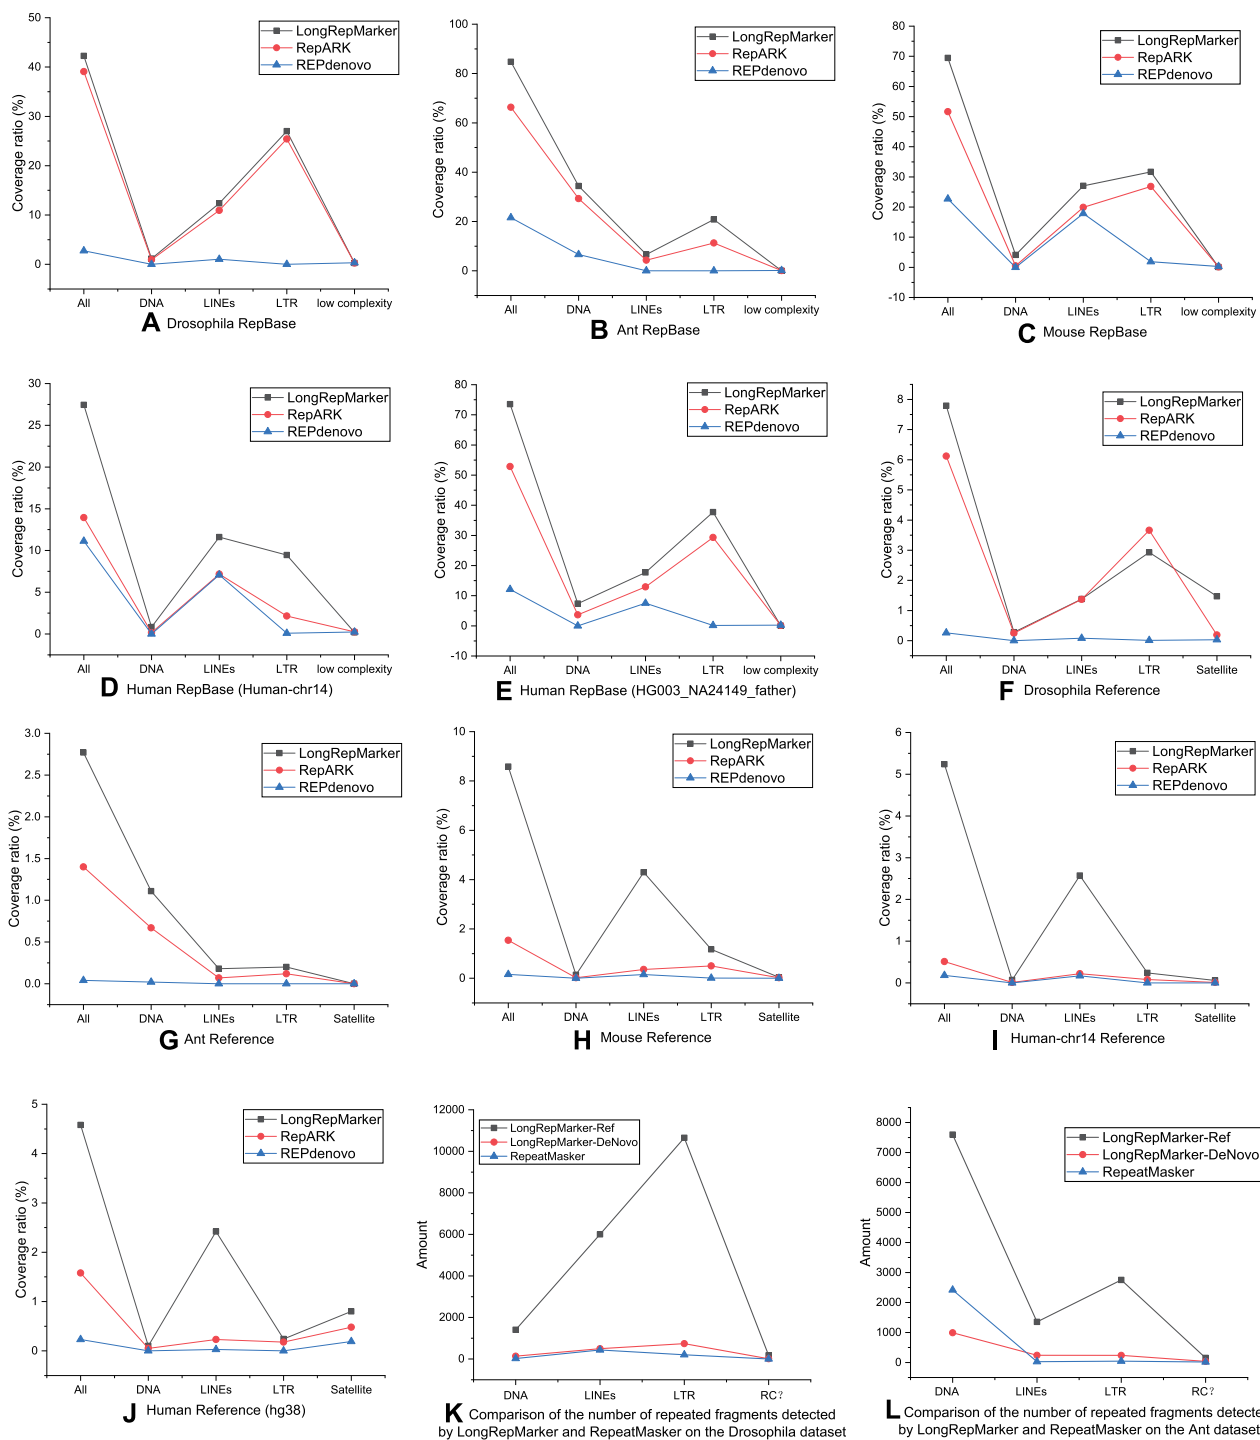 50
40
30
20
10
0
Coverage ratio (%)
LongRepMarker
RepARK
REPdenovo
All
DNA
LINEs
LTR
low complexity
A Drosophila RepBase
100
80
60
40
20
0
Coverage ratio (%)
LongRepMarker
RepARK
REPdenovo
All
DNA
LINEs
LTR
low complexity
B Ant RepBase
80
70
60
50
40
30
20
10
0
-10
Coverage ratio (%)
LongRepMarker
RepARK
REPdenovo
All
DNA
LINEs
LTR
low complexity
C Mouse RepBase
30
25
20
15
10
5
0
Coverage ratio (%)
LongRepMarker
RepARK
REPdenovo
All
DNA
LINEs
LTR
low complexity
D Human RepBase (Human-chr14)
80
70
60
50
40
30
20
10
0
-10
Coverage ratio (%)
LongRepMarker
RepARK
REPdenovo
All
DNA
LINEs
LTR
low complexity
E Human RepBase (HG003_NA24149_father)
8
7
6
5
4
3
2
1
0
Coverage ratio (%)
LongRepMarker
RepARK
REPdenovo
All
DNA
LINEs
LTR
Satellite
F Drosophila Reference
3.0
2.5
2.0
1.5
1.0
0.5
0.0
Coverage ratio (%)
LongRepMarker
RepARK
REPdenovo
All
DNA
LINEs
LTR
Satellite
G Ant Reference
10
8
6
4
2
0
Coverage ratio (%)
LongRepMarker
RepARK
REPdenovo
All
DNA
LINEs
LTR
Satellite
H Mouse Reference
6
5
3
2
1
0
Coverage ratio (%)
LongRepMarker
RepARK
REPdenovo
All
DNA
LINEs
LTR
Satellite
I Human-chr14 Reference
5
4
3
2
1
0
Coverage ratio (%)
LongRepMarker
RepARK
REPdenovo
All
DNA
LINEs
LTR
Satellite
J Human Reference (hg38)
12000
10000
8000
6000
4000
2000
0
Amount
LongRepMarker-Ref
LongRepMarker-DeNovo
RepeatMasker
DNA
LINEs
LTR
RC?
K Comparison of the number of repeated fragments detected
by LongRepMarker and RepeatMasker on the Drosophila dataset
8000
7000
6000
5000
4000
3000
2000
1000
0
Amount
LongRepMarker-Ref
LongRepMarker-DeNovo
RepeatMasker
DNA
LINEs
LTR
RC?
L Comparison of the number of repeated fragments detecte
by LongRepMarker and RepeatMasker on the Ant dataset